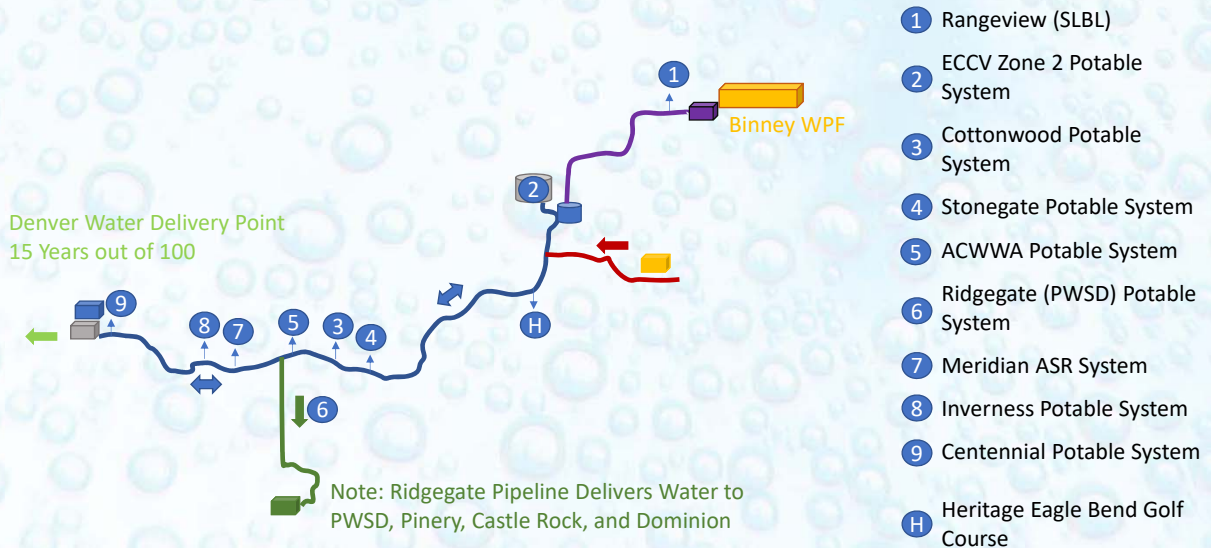 1 Rangeview (SLBL)
2 ECCV Zone 2 Potable
System
3 Cottonwood Potable
System
4 Stonegate Potable System
5 ACWWA Potable System
6 Ridgegate (PWSD) Potable
System
7 Meridian ASR System
8 Inverness Potable System
9 Centennial Potable System
H Heritage Eagle Bend Golf
Course
1
Binney WPF
2
Denver Water Delivery Point
15 Years out of 100
9
8
7
5
3
4
H
6
Note: Ridgegate Pipeline Delivers Water to
PWSD, Pinery, Castle Rock, and Dominion